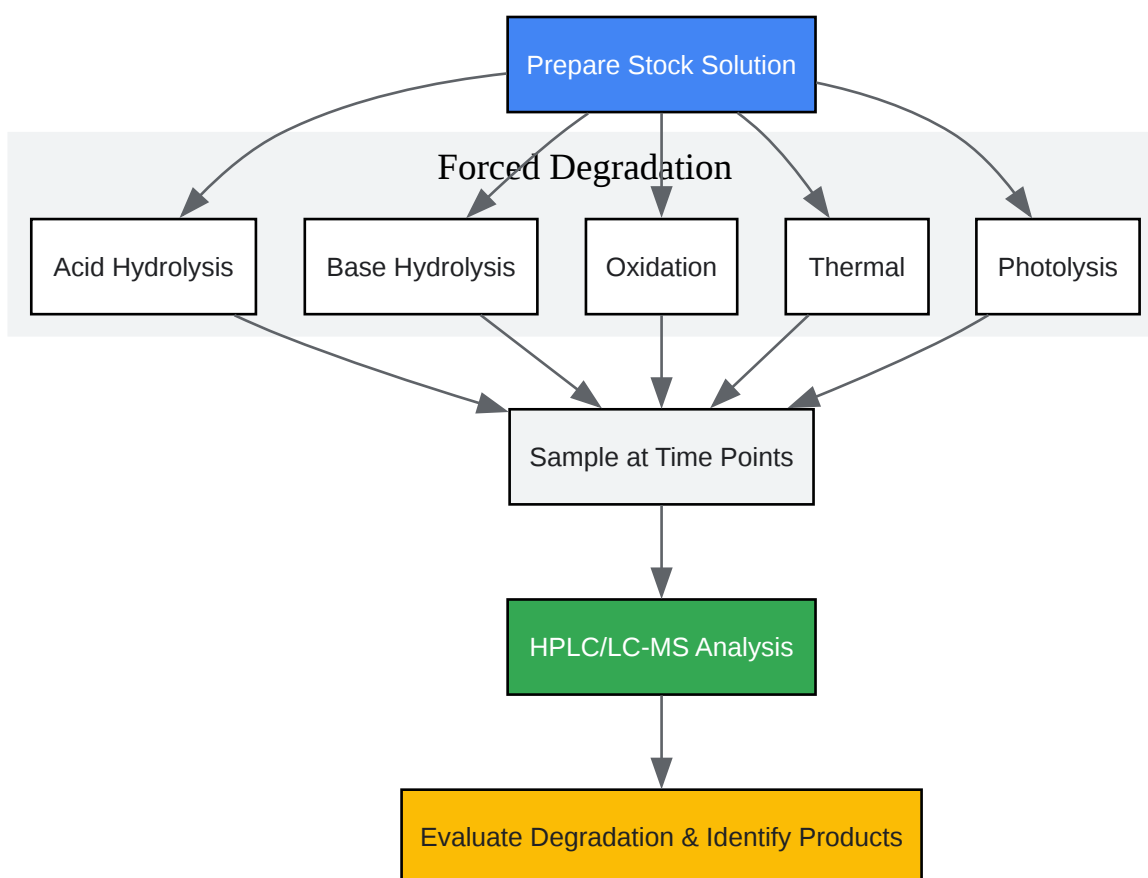 Prepare Stock Solution
Forced Degradation
Acid Hydrolysis
Base Hydrolysis
Oxidation
Thermal
Photolysis
Sample at Time Points
HPLC/LC-MS Analysis
Evaluate Degradation & Identify Products